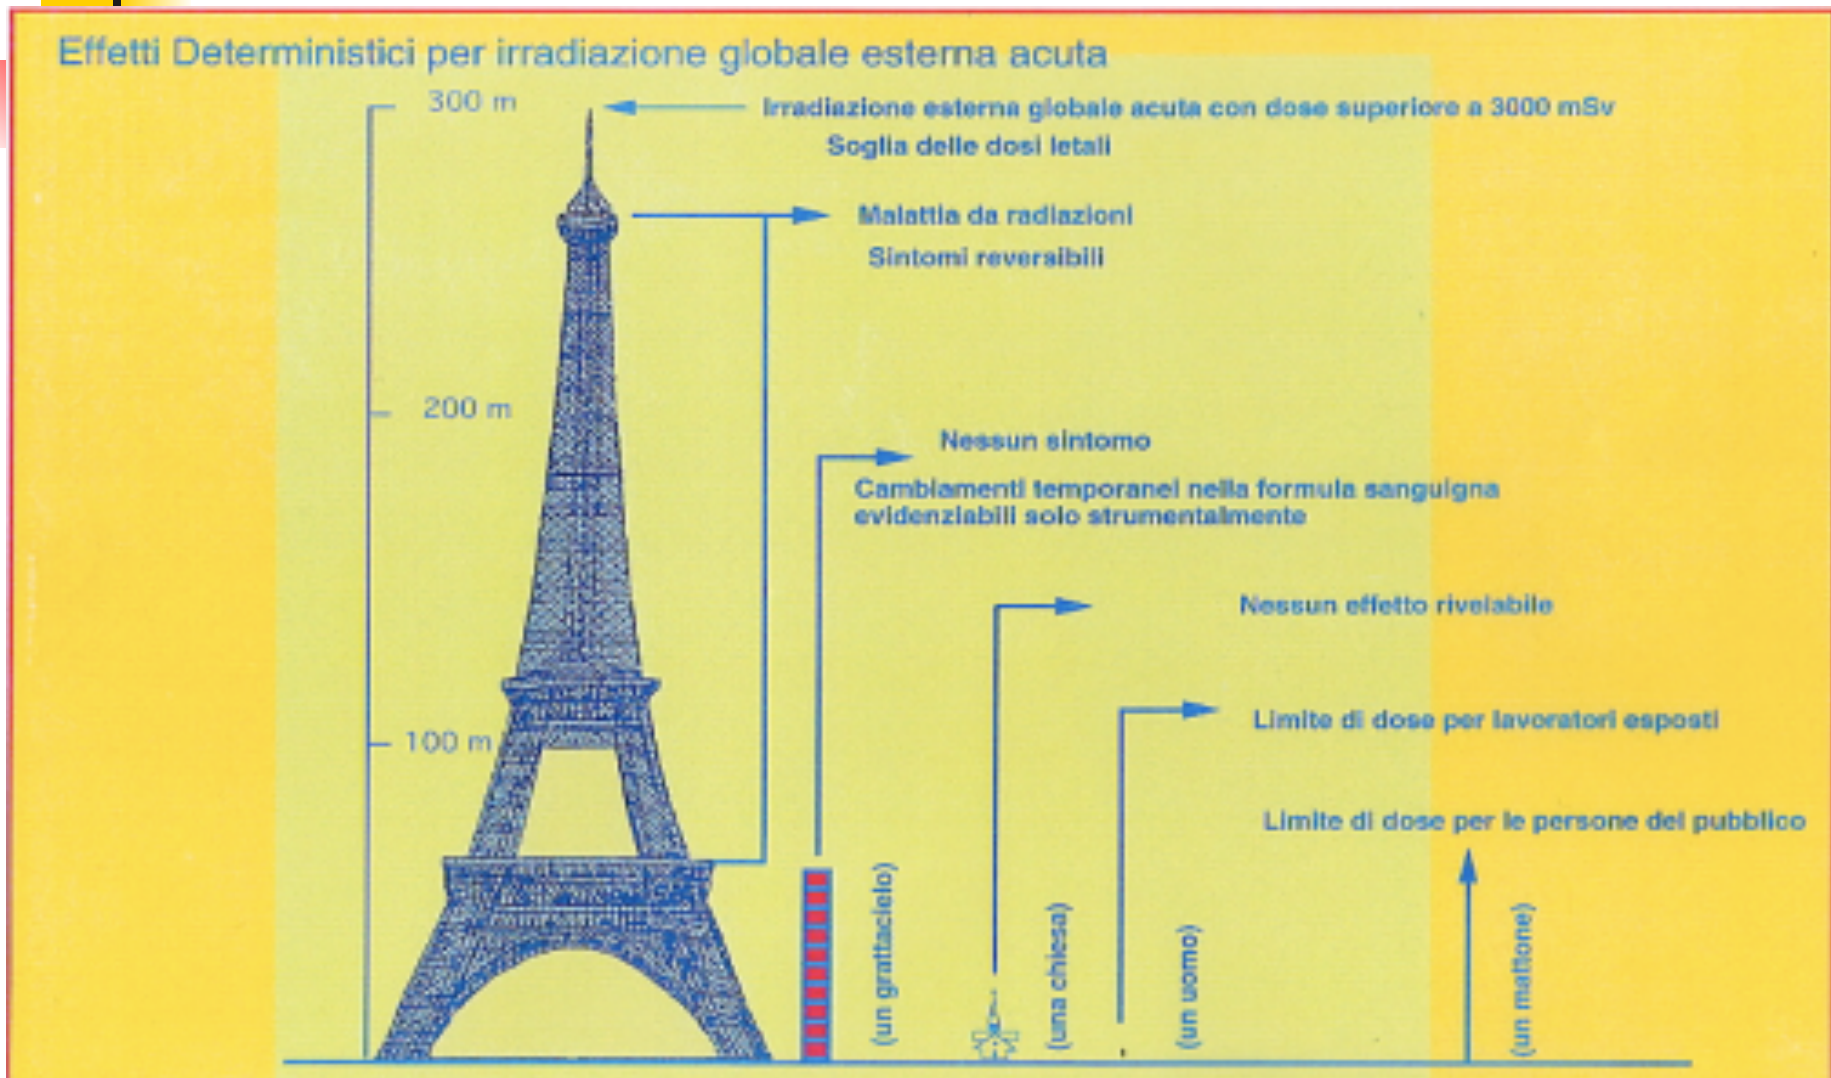 Effetti Deterministici per irradiazione globale esterna acuta
300 m
Irradiazione esterna globale acuta con dose superiore a 3000 mSv
Soglia delle dosi letali
Malattia da radiazioni
Sintomi reversibili
200 m
Nessun sintomo
Cambiamenti temporanei nella formula sanguigna
evidenziabili solo strumentalmente
Nessun effetto rivelabile
100 m
Limite di dose per lavoratori esposti
Limite di dose per le persone del pubblico
(un grattacielo)
(una chiesa)
(un uomo)
(un mattone)